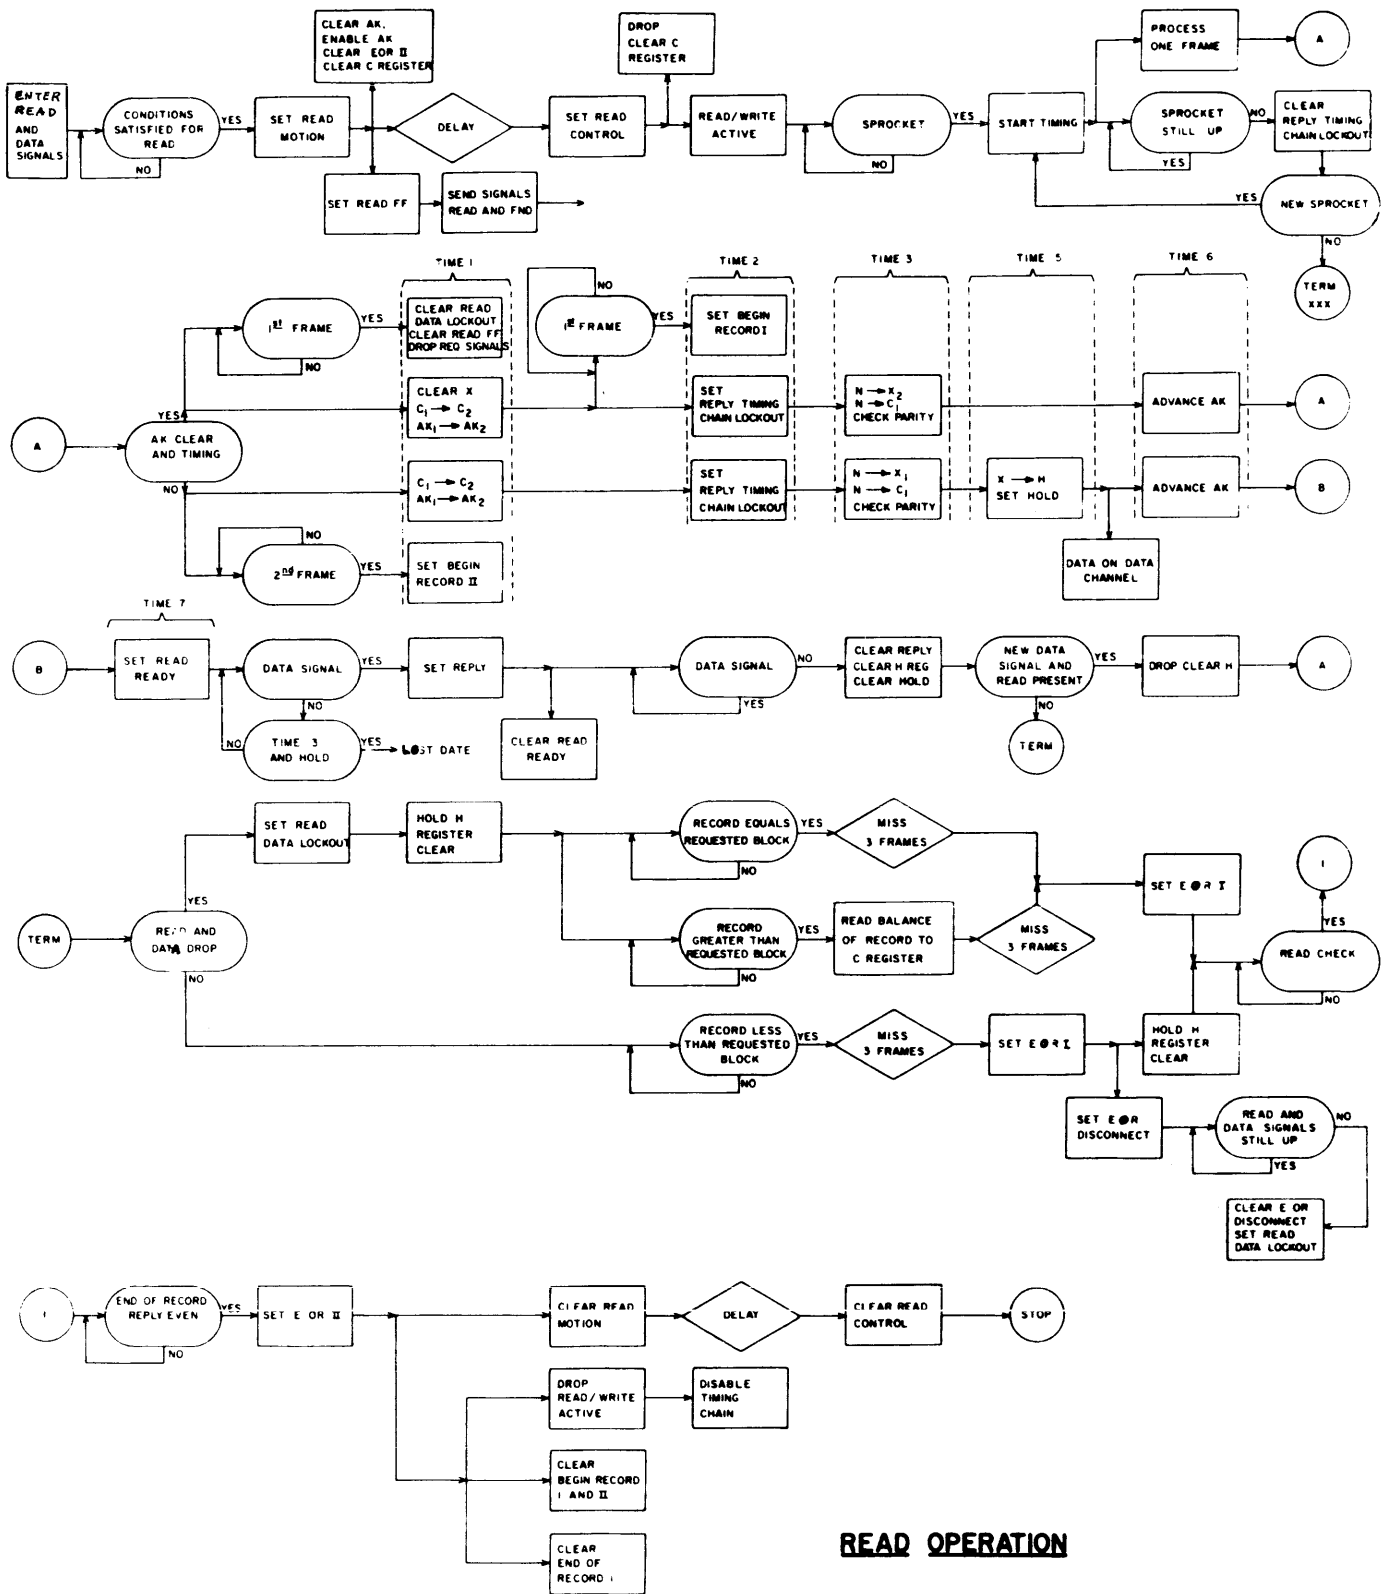 CLEAR AK,
ENABLE AK
CLEAR EOR II
CLEAR C REGISTER
DROP
CLEAR C
REGISTER
PROCESS
ONE FRAME
A
ENTER
READ
AND
DATA
SIGNALS
CONDITIONS
SATISFIED FOR
READ
YES
NO
SET READ
MOTION
DELAY
SET READ
CONTROL
READ/WRITE
ACTIVE
SPROCKET
YES
NO
START TIMING
SPROCKET
STILL UP
NO
YES
CLEAR
REPLY TIMING
CHAIN LOCKOUT
SET READ FF
SEND SIGNALS
READ AND FND
YES
NEW SPROCKET
NO
TERM
XXX
TIME 1
TIME 2
TIME 3
TIME 5
TIME 6
1st FRAME
YES
NO
CLEAR READ
DATA LOCKOUT
CLEAR READ FF
DROP REQ SIGNALS
NO
1st FRAME
YES
SET BEGIN
RECORD I
A
YES
AK CLEAR
AND TIMING
NO
CLEAR X
C1 → C2
AK1 → AK2
SET
REPLY TIMING
CHAIN LOCKOUT
N → X2
N → C1
CHECK PARITY
ADVANCE AK
A
C1 → C2
AK1 → AK2
SET
REPLY TIMING
CHAIN LOCKOUT
N → X1
N → C1
CHECK PARITY
X → H
SET HOLD
ADVANCE AK
B
NO
2nd FRAME
YES
SET BEGIN
RECORD II
DATA ON DATA
CHANNEL
TIME 7
B
SET READ
READY
DATA SIGNAL
YES
NO
SET REPLY
DATA SIGNAL
NO
YES
CLEAR REPLY
CLEAR H REG
CLEAR HOLD
NEW DATA
SIGNAL AND
READ PRESENT
YES
NO
DROP CLEAR H
A
NO
TIME 3
AND HOLD
YES
LOST DATE
CLEAR READ
READY
TERM
SET READ
DATA LOCKOUT
HOLD H
REGISTER
CLEAR
RECORD EQUALS
REQUESTED BLOCK
YES
NO
MISS
3 FRAMES
SET EOR I
I
YES
TERM
YES
READ AND
DATA DROP
NO
RECORD
GREATER THAN
REQUESTED BLOCK
YES
NO
READ BALANCE
OF RECORD TO
C REGISTER
MISS
3 FRAMES
READ CHECK
NO
RECORD LESS
THAN REQUESTED
BLOCK
YES
NO
MISS
3 FRAMES
SET EOR I
HOLD H
REGISTER
CLEAR
SET EOR
DISCONNECT
READ AND
DATA SIGNALS
STILL UP
NO
YES
CLEAR E OR
DISCONNECT
SET READ
DATA LOCKOUT
I
END OF RECORD
REPLY EVEN
YES
NO
SET E OR II
CLEAR READ
MOTION
DELAY
CLEAR READ
CONTROL
STOP
DROP
READ/WRITE
ACTIVE
DISABLE
TIMING
CHAIN
CLEAR
BEGIN RECORD
I AND II
CLEAR
END OF
RECORD I
READ OPERATION